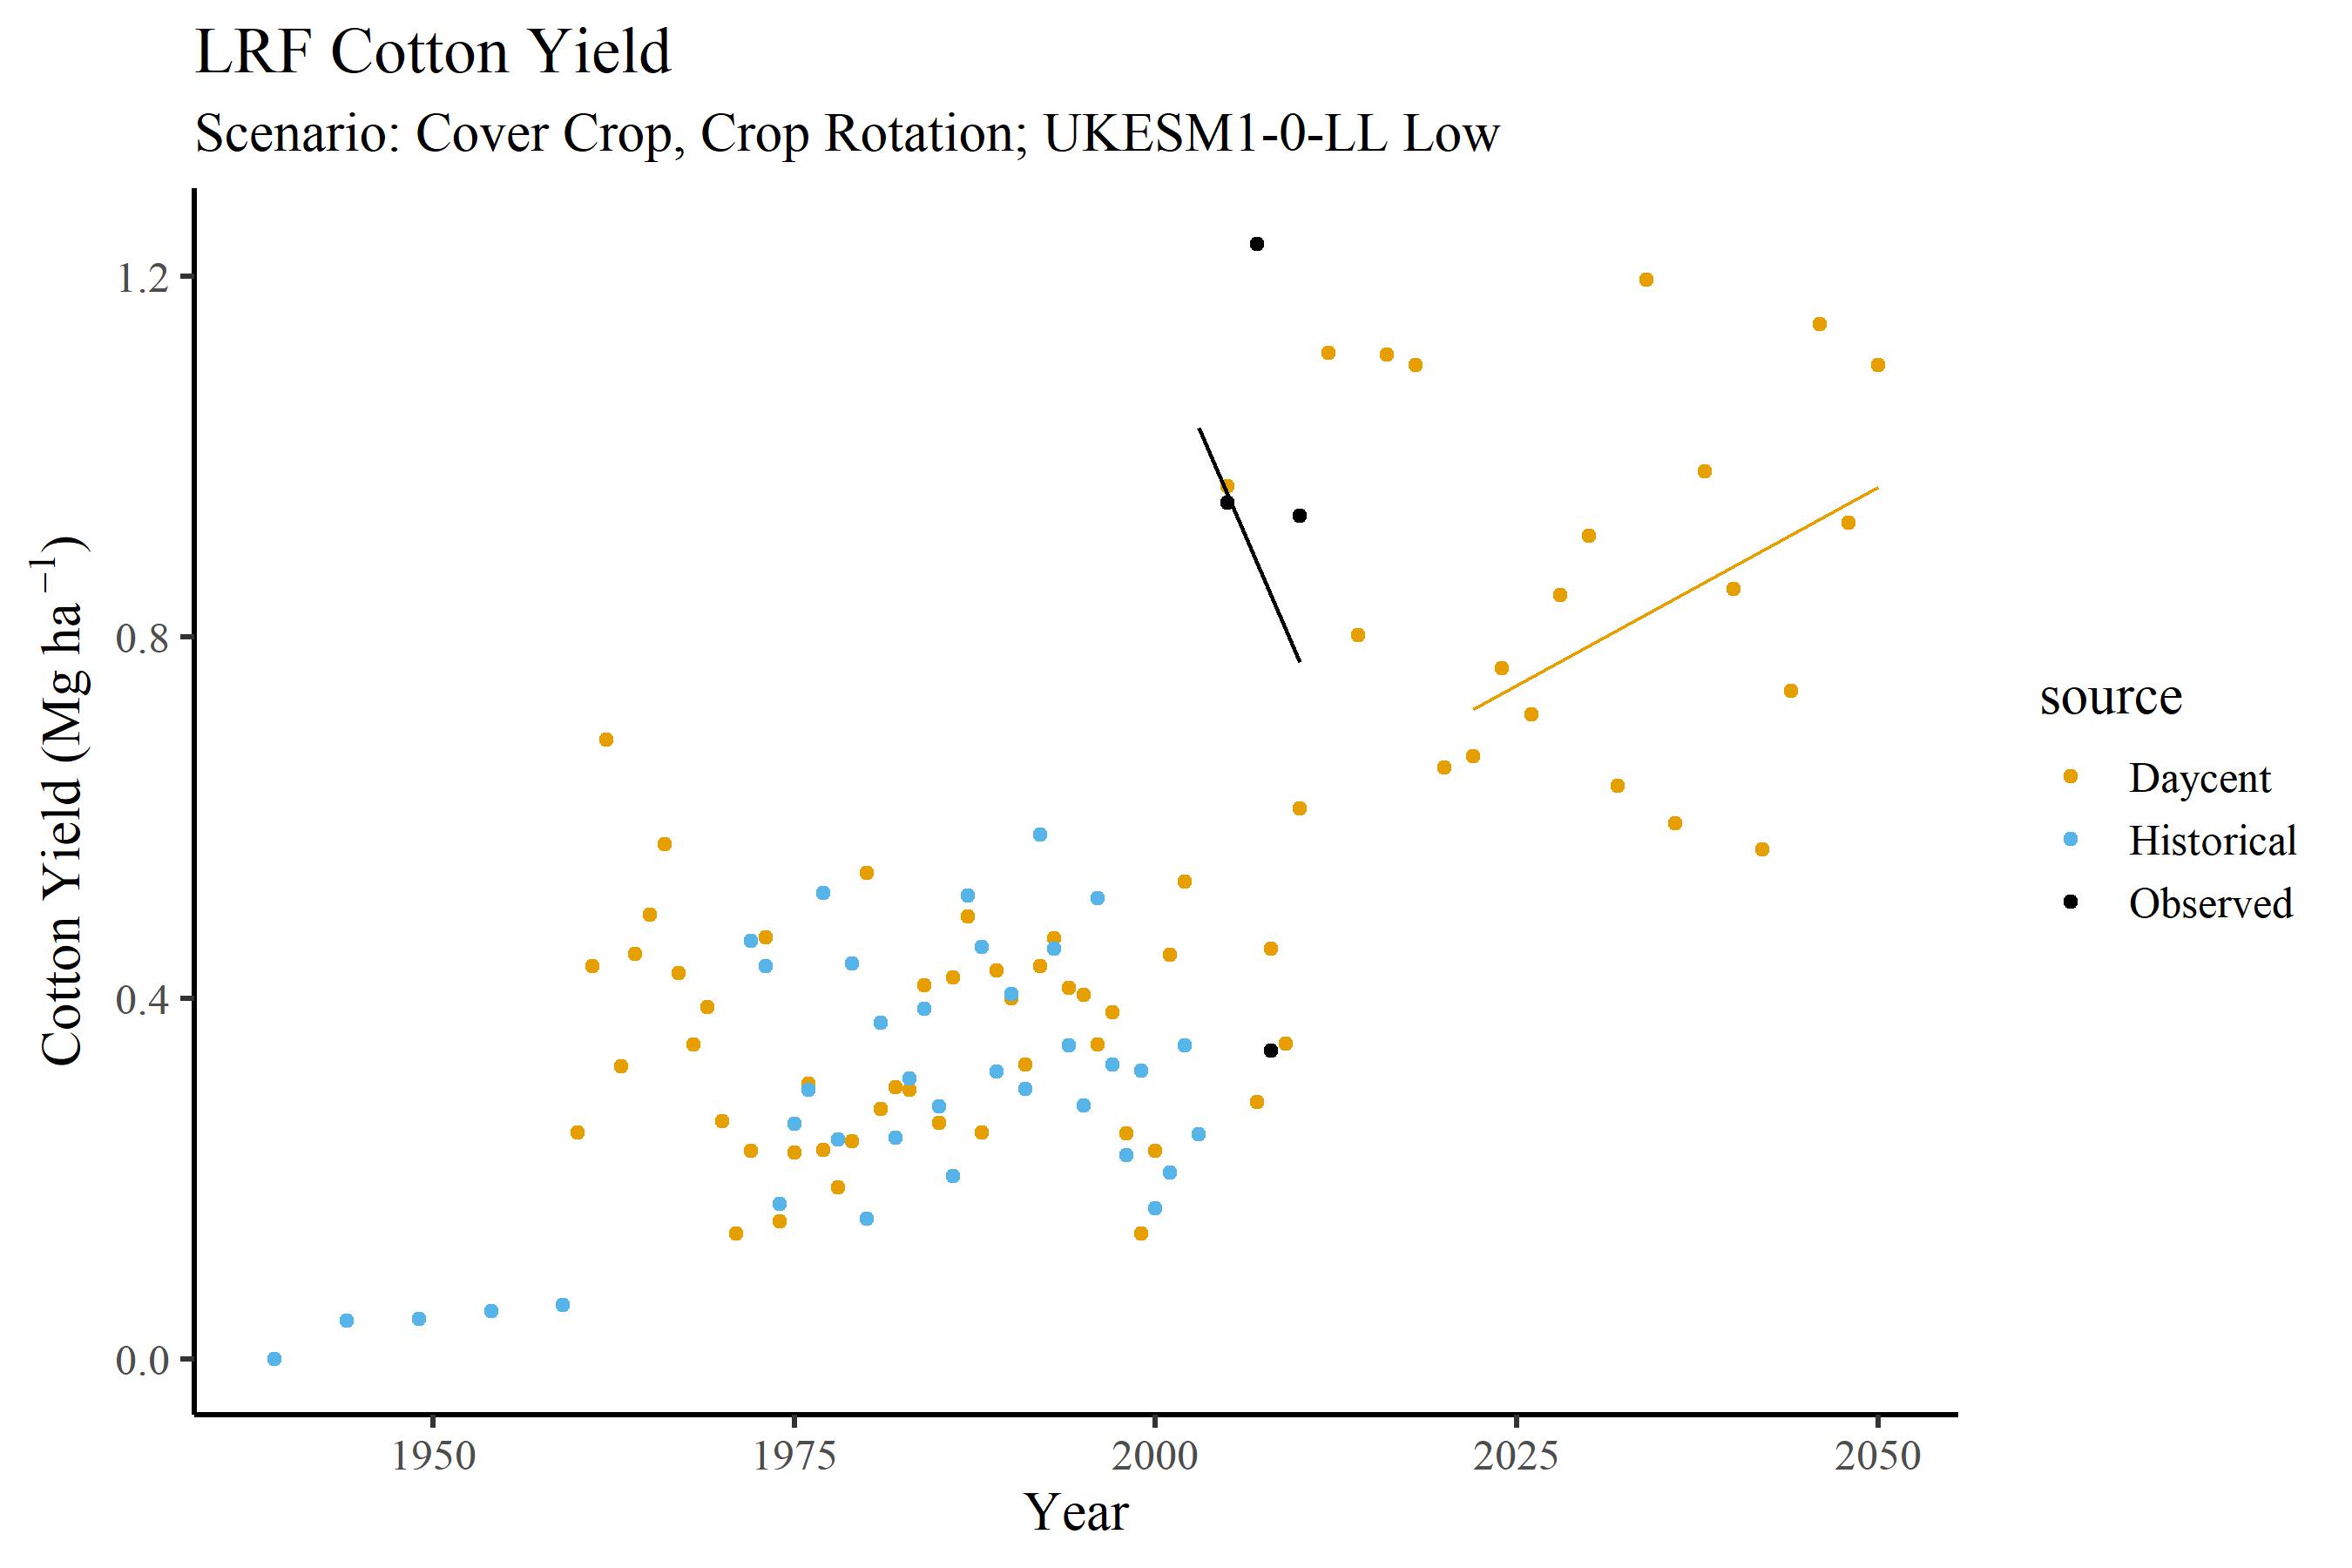 LRF Cotton Yield
Scenario: Cover Crop, Crop Rotation; UKESM1-0-LL Low
Cotton Yield (Mg ha −1)
1.2
0.8
0.4
0.0
1950 1975 2000 2025 2050
Year
source
Daycent
Historical
Observed